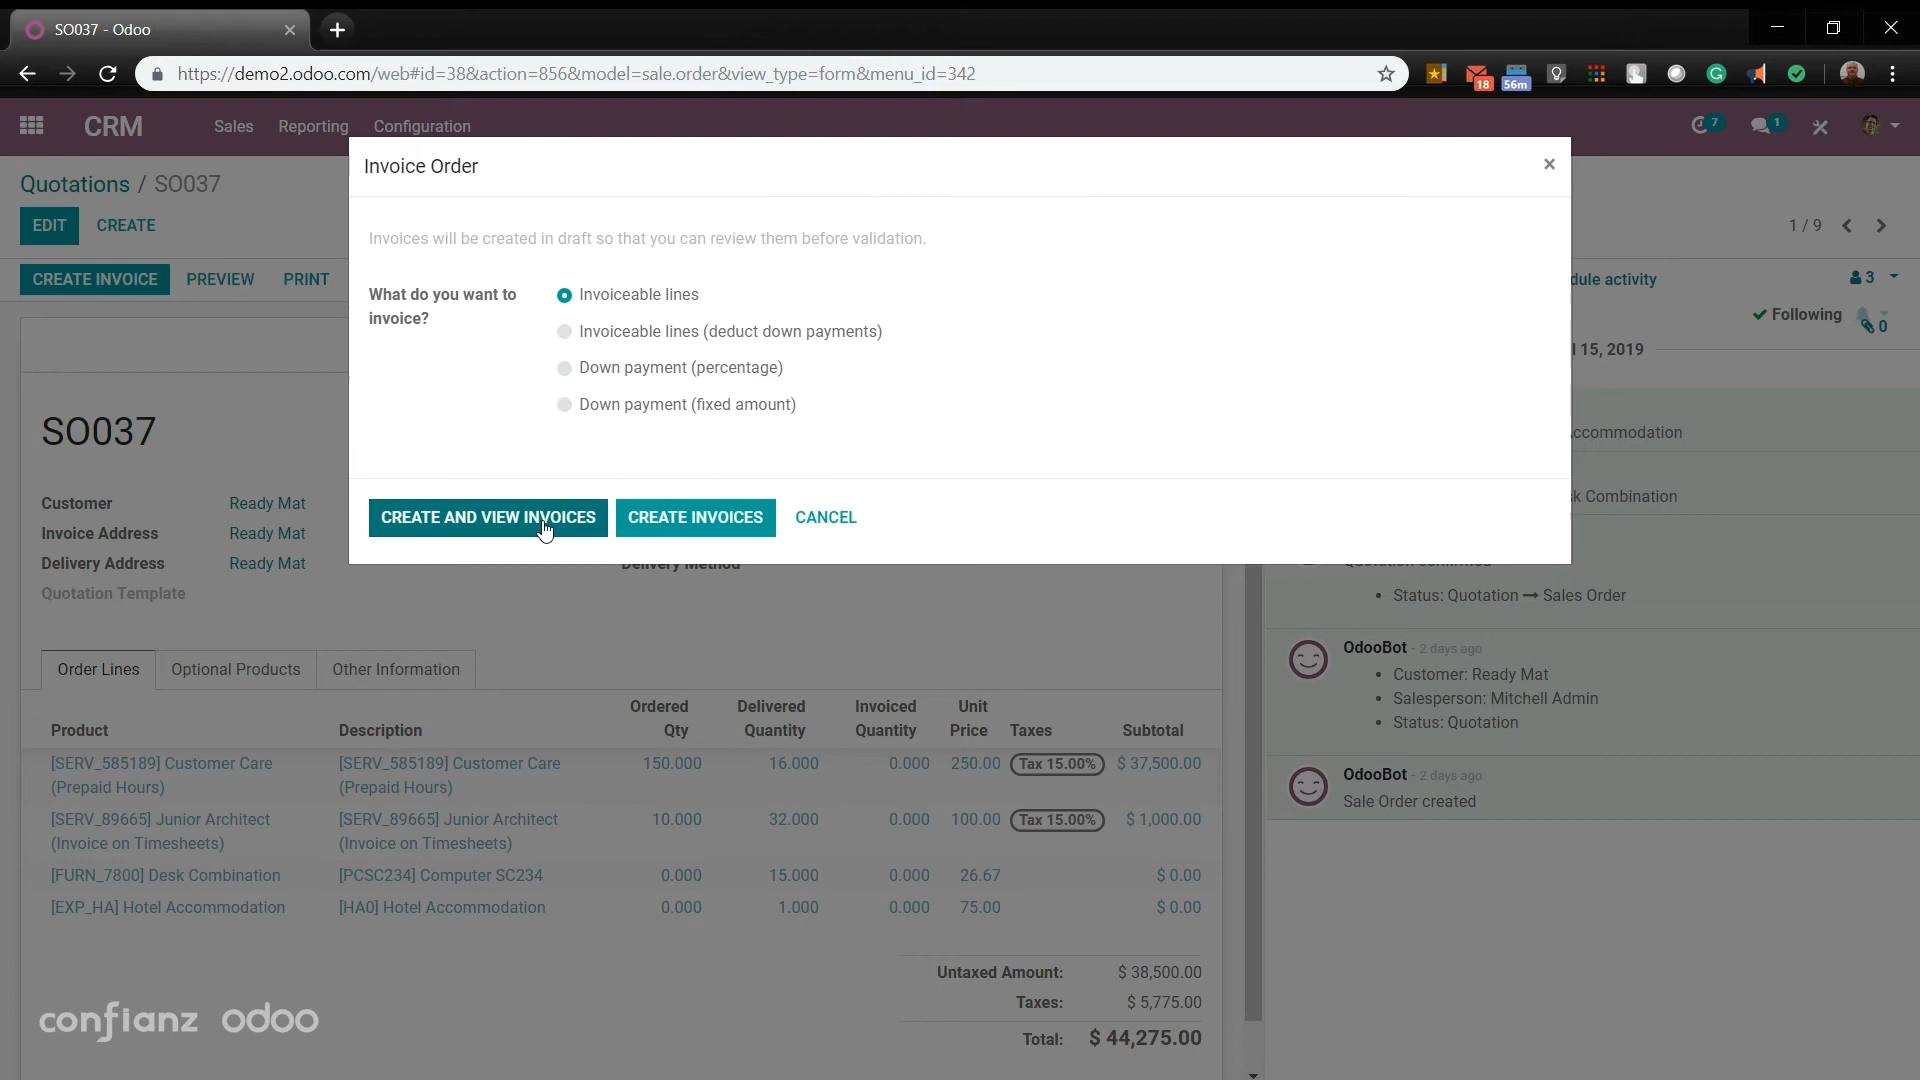 SO037 - Odoo
https://demo2.odoo.com/web#id=38&action=856&model=sale.order&view_type=form&menu_id=342
18
56m
CRM
Sales
Reporting
Configuration
7
1
Quotations / SO037
EDIT
CREATE
1 / 9
CREATE INVOICE
PREVIEW
PRINT
dule activity
3
Following
0
l 15, 2019
Invoice Order
×
Invoices will be created in draft so that you can review them before validation.
What do you want to
invoice?
Invoiceable lines
Invoiceable lines (deduct down payments)
Down payment (percentage)
Down payment (fixed amount)
CREATE AND VIEW INVOICES
CREATE INVOICES
CANCEL
SO037
Customer
Ready Mat
Invoice Address
Ready Mat
Delivery Address
Ready Mat
Quotation Template
Delivery Method
ccommodation
k Combination
Quotation confirmed
• Status: Quotation → Sales Order
OdooBot - 2 days ago
• Customer: Ready Mat
• Salesperson: Mitchell Admin
• Status: Quotation
OdooBot - 2 days ago
Sale Order created
Order Lines
Optional Products
Other Information
Product Description Ordered Qty Delivered Quantity Invoiced Quantity Unit Price Taxes Subtotal
[SERV_585189] Customer Care [SERV_585189] Customer Care 150.000 16.000 0.000 250.00 Tax 15.00% $ 37,500.00
(Prepaid Hours) (Prepaid Hours)
[SERV_89665] Junior Architect [SERV_89665] Junior Architect 10.000 32.000 0.000 100.00 Tax 15.00% $ 1,000.00
(Invoice on Timesheets) (Invoice on Timesheets)
[FURN_7800] Desk Combination [PCSC234] Computer SC234 0.000 15.000 0.000 26.67 $ 0.00
[EXP_HA] Hotel Accommodation [HA0] Hotel Accommodation 0.000 1.000 0.000 75.00 $ 0.00
Untaxed Amount: $ 38,500.00
Taxes: $ 5,775.00
Total: $ 44,275.00
confianz odoo